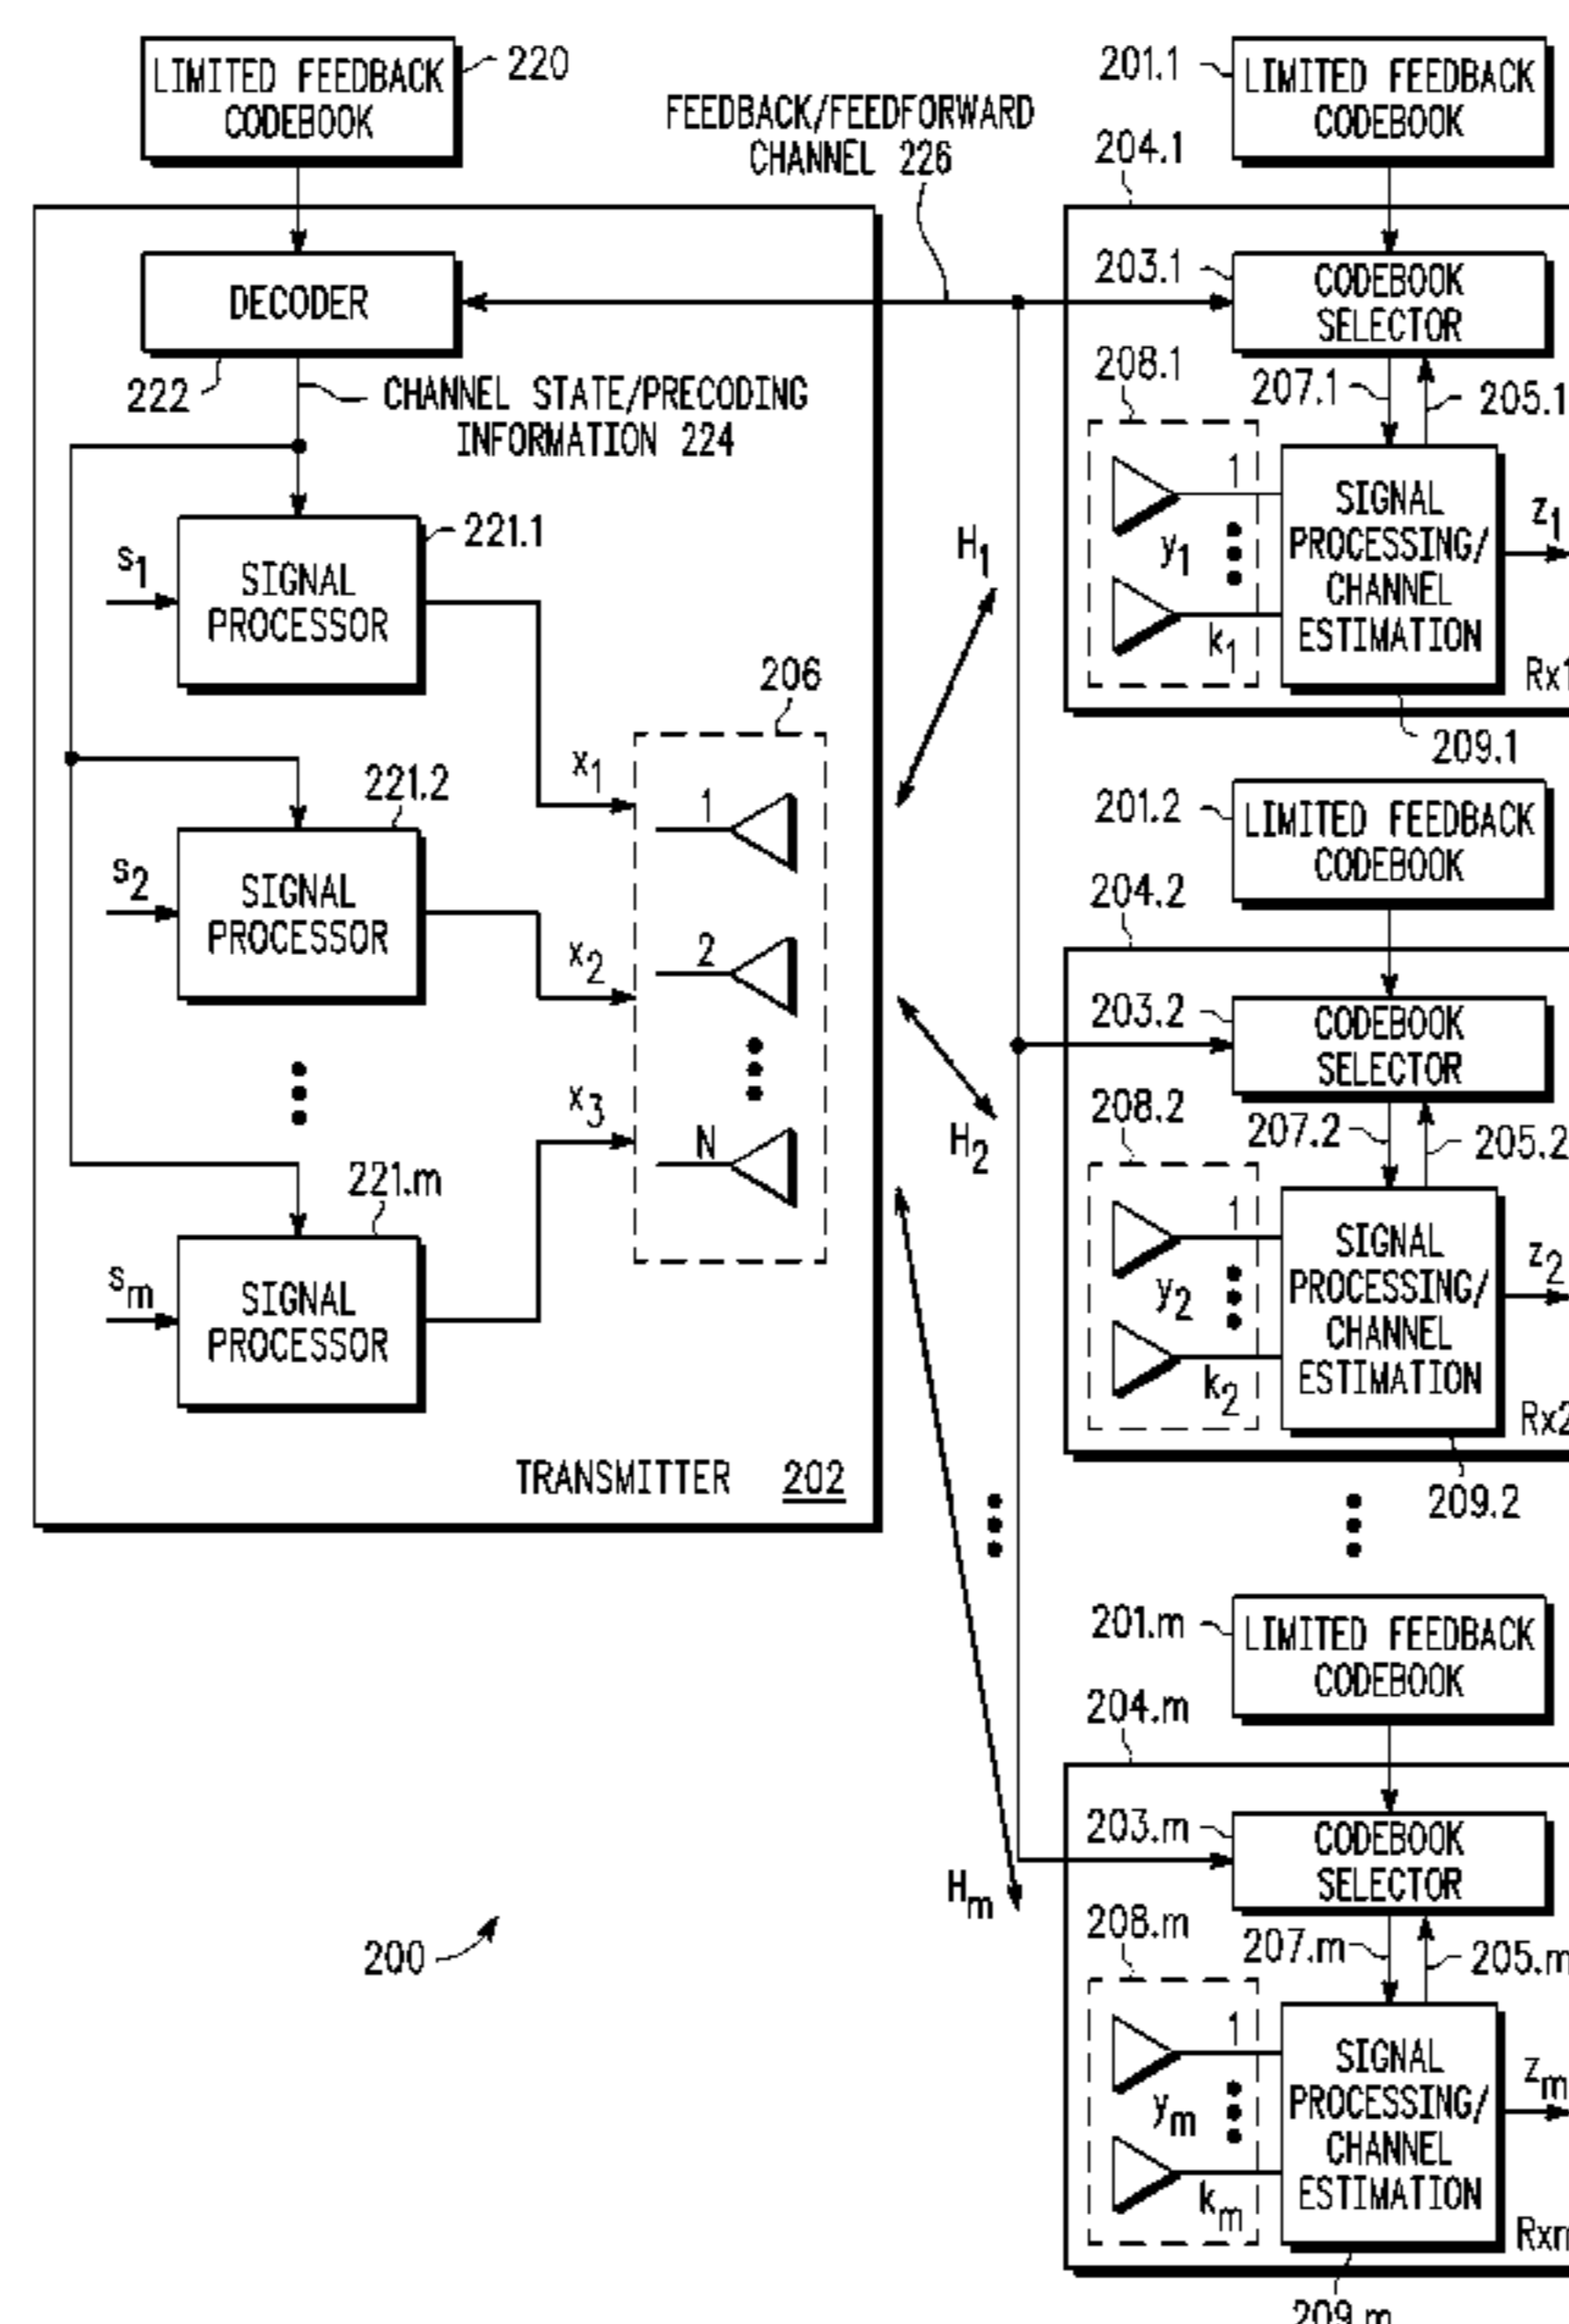 LIMITED FEEDBACK
CODEBOOK
220
FEEDBACK/FEEDFORWARD
CHANNEL 226
DECODER
222
CHANNEL STATE/PRECODING
INFORMATION 224
s1
SIGNAL
PROCESSOR
221.1
x1
206
1
s2
SIGNAL
PROCESSOR
221.2
x2
2
sm
SIGNAL
PROCESSOR
221.m
x3
N
TRANSMITTER 202
H1
H2
Hm
200
201.1
LIMITED FEEDBACK
CODEBOOK
204.1
203.1
CODEBOOK
SELECTOR
208.1
207.1
205.1
1
y1
k1
SIGNAL
PROCESSING/
CHANNEL
ESTIMATION
z1
Rx1
209.1
201.2
LIMITED FEEDBACK
CODEBOOK
204.2
203.2
CODEBOOK
SELECTOR
208.2
207.2
205.2
1
y2
k2
SIGNAL
PROCESSING/
CHANNEL
ESTIMATION
z2
Rx2
209.2
201.m
LIMITED FEEDBACK
CODEBOOK
204.m
203.m
CODEBOOK
SELECTOR
208.m
207.m
205.m
1
ym
km
SIGNAL
PROCESSING/
CHANNEL
ESTIMATION
zm
209.m